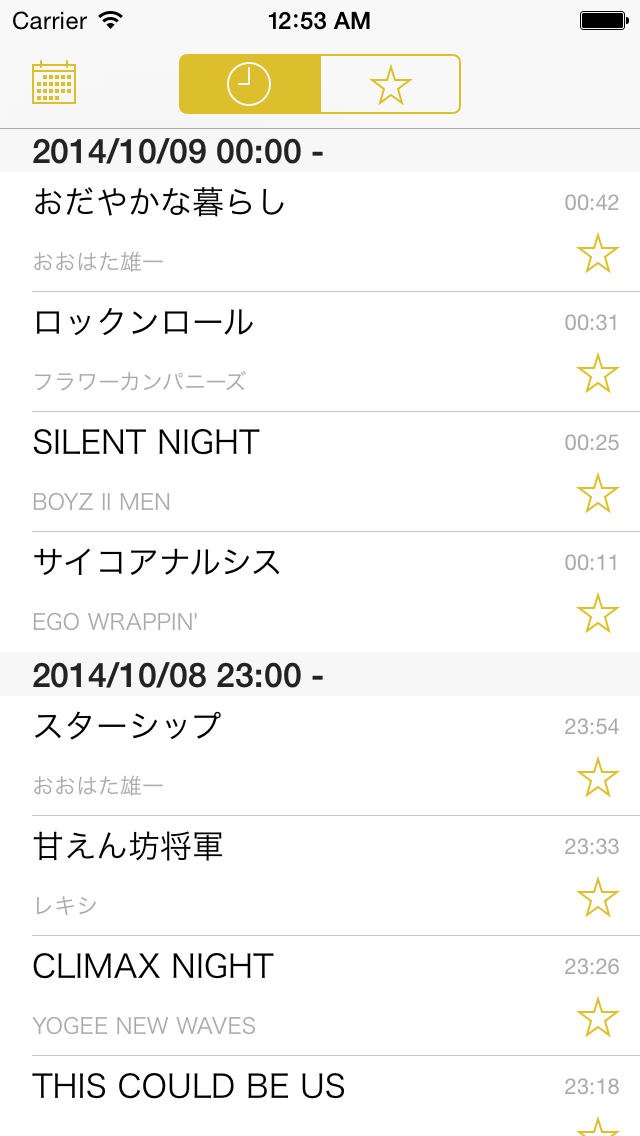 Carrier 12:53 AM
2014/10/09 00:00 -
おだやかな暮らし 00:42
おおはた雄一
ロックンロール 00:31
フラワーカンパニーズ
SILENT NIGHT 00:25
BOYZ II MEN
サイコアナルシス 00:11
EGO WRAPPIN'
2014/10/08 23:00 -
スターシップ 23:54
おおはた雄一
甘えん坊将軍 23:33
レキシ
CLIMAX NIGHT 23:26
YOGEE NEW WAVES
THIS COULD BE US 23:18